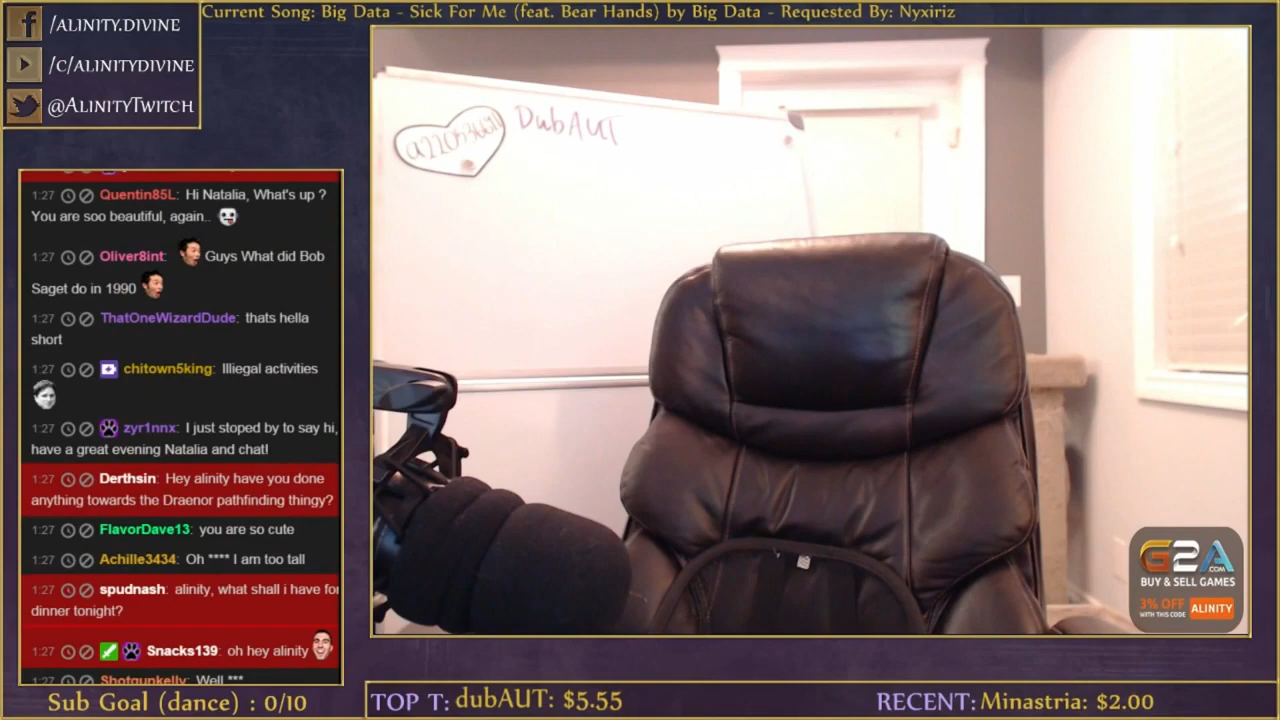 Current Song: Big Data - Sick For Me (feat. Bear Hands) by Big Data - Requested By: Nyxiriz
/ALINITY.DIVINE
/C/ALINITYDIVINE
@ALINITYTWITCH
DubAUT
1:27 Quentin85L: Hi Natalia, What's up ?
You are soo beautiful, again..
1:27 Oliver8int: Guys What did Bob
Saget do in 1990
1:27 ThatOneWizardDude: thats hella
short
1:27 chitown5king: Illiegal activities
1:27 zyr1nnx: I just stoped by to say hi,
have a great evening Natalia and chat!
1:27 Derthsin: Hey alinity have you done
anything towards the Draenor pathfinding thingy?
1:27 FlavorDave13: you are so cute
1:27 Achille3434: Oh **** I am too tall
1:27 spudnash: alinity, what shall i have for
dinner tonight?
1:27 Snacks139: oh hey alinity
1:27 Shotgunkelly: Well ***
G2A
.COM
BUY & SELL GAMES
3% OFF
WITH THIS CODE
ALINITY
Sub Goal (dance) : 0/10
TOP T: dubAUT: $5.55
RECENT: Minastria: $2.00